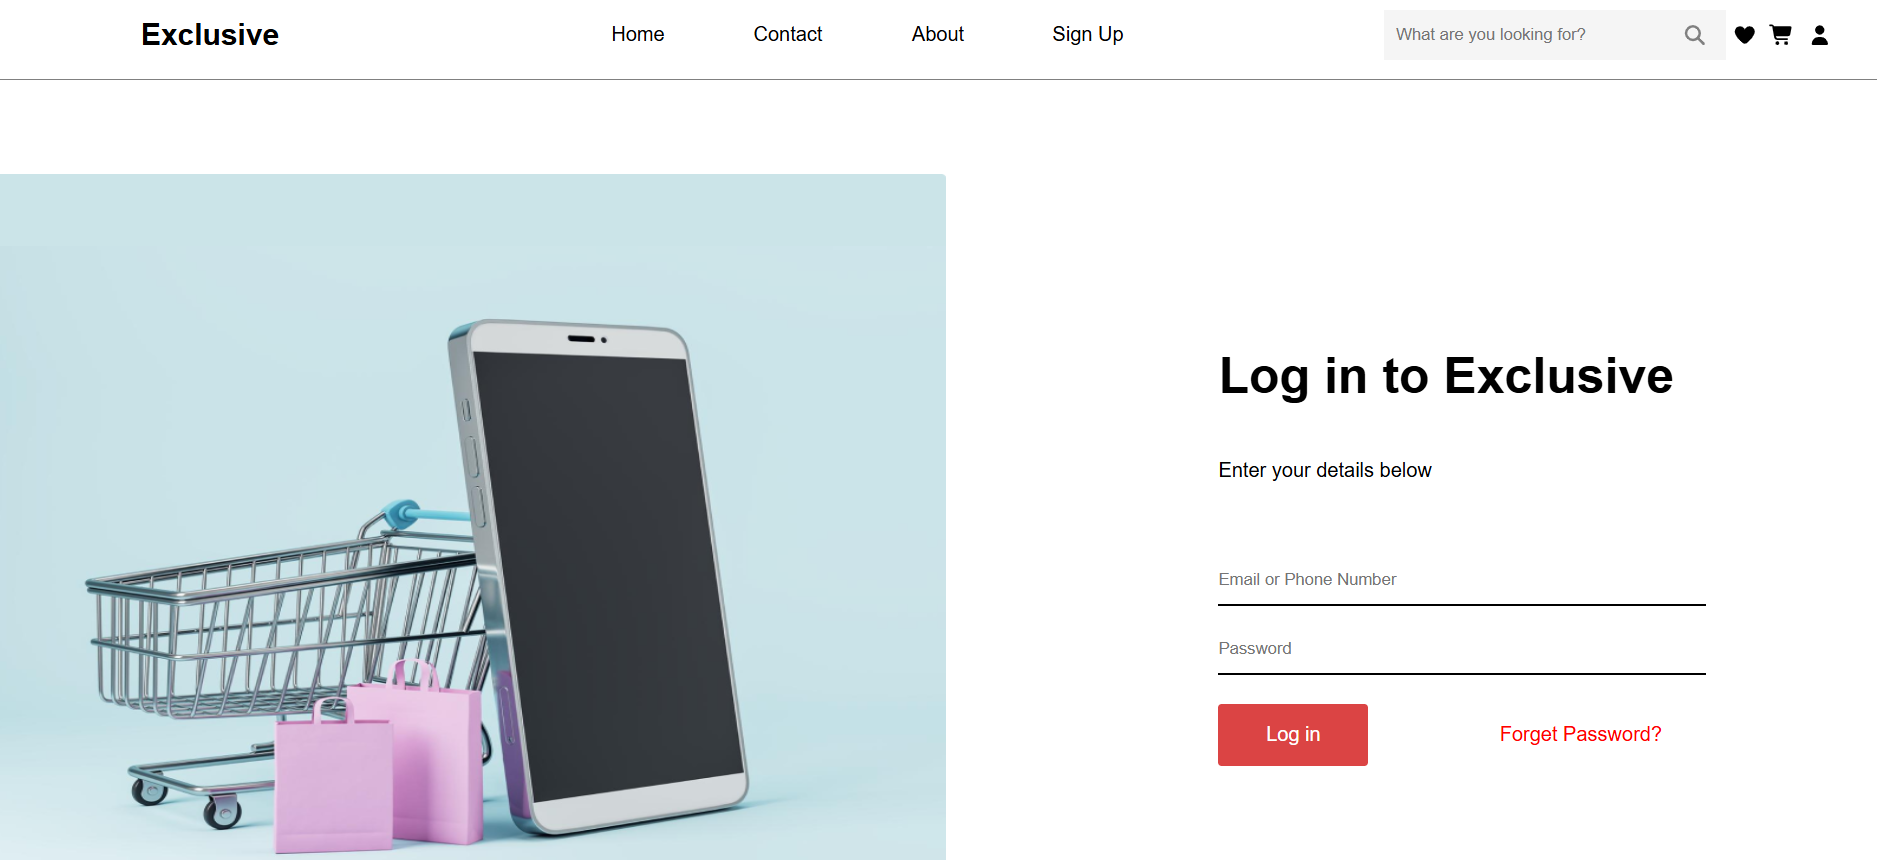 Exclusive
Home
Contact
About
Sign Up
What are you looking for?
Log in to Exclusive
Enter your details below
Email or Phone Number
Password
Log in
Forget Password?